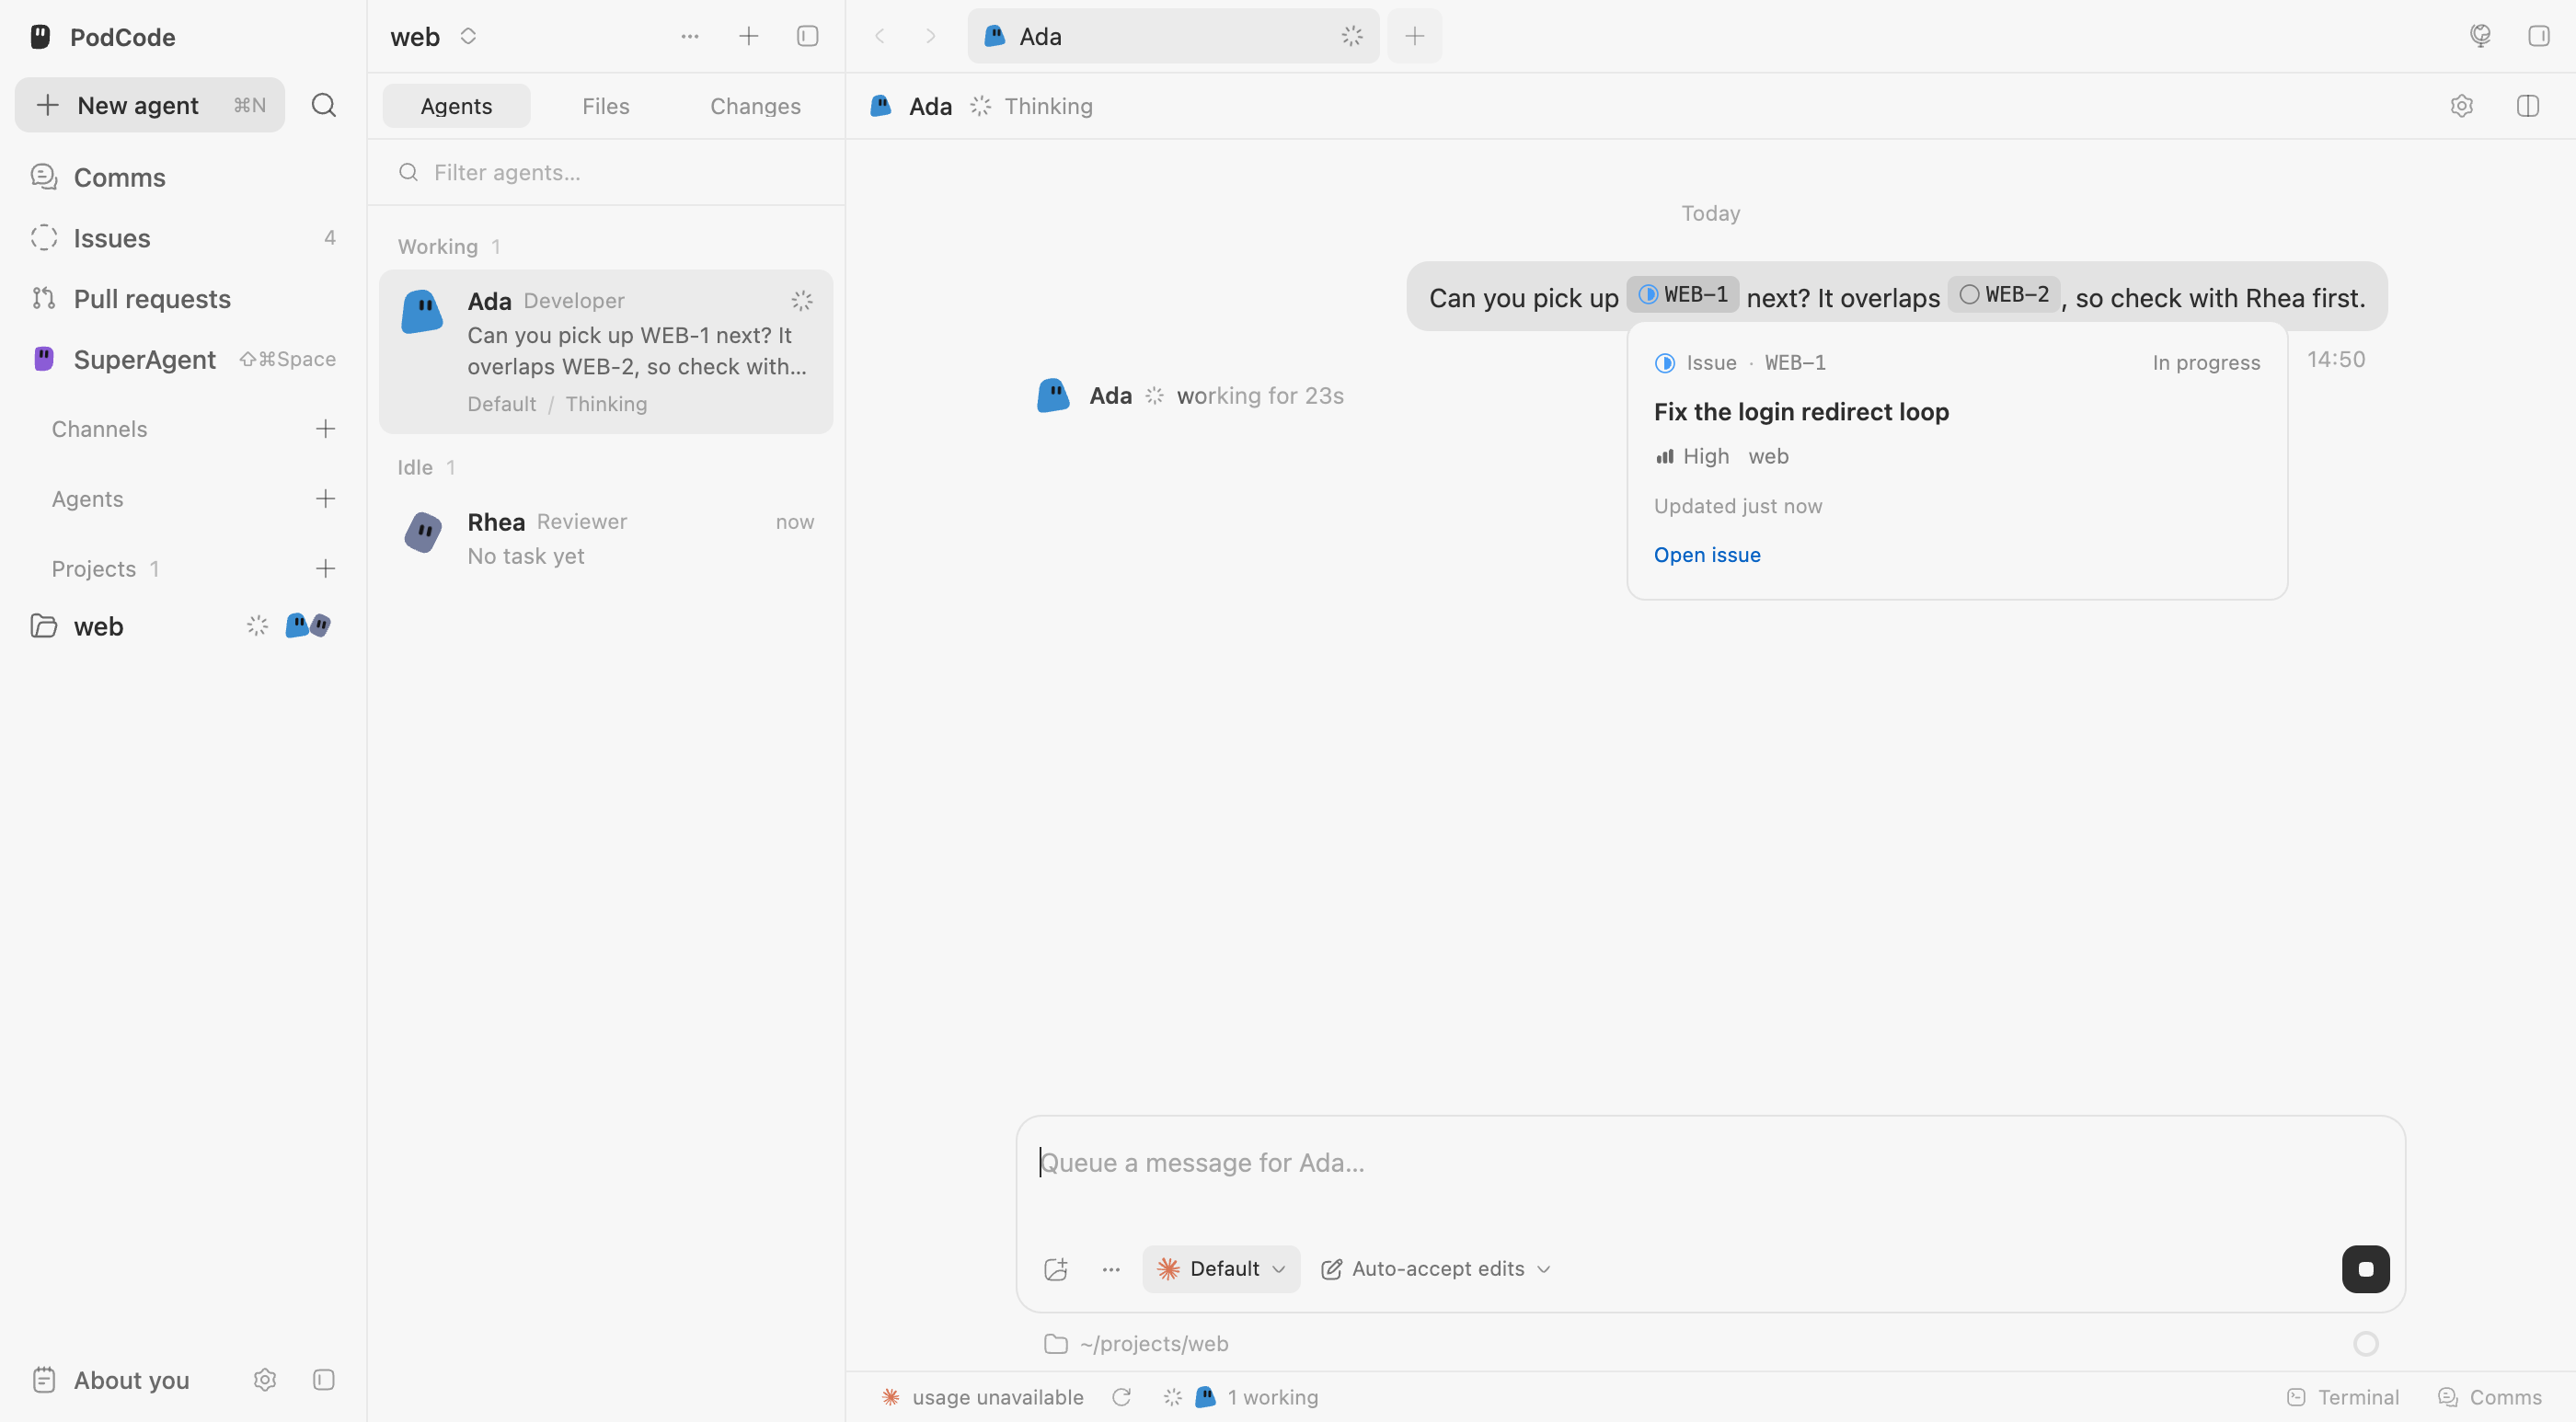 PodCode
New agent ⌘N
Comms
Issues 4
Pull requests
SuperAgent ⇧⌘Space
Channels
Agents
Projects 1
web
About you
web
Agents Files Changes
Filter agents...
Working 1
Ada Developer
Can you pick up WEB-1 next? It
overlaps WEB-2, so check with...
Default / Thinking
Idle 1
Rhea Reviewer now
No task yet
Ada
Ada Thinking
Today
Can you pick up WEB-1 next? It overlaps WEB-2, so check with Rhea first.
14:50
Ada working for 23s
Issue · WEB-1 In progress
Fix the login redirect loop
High web
Updated just now
Open issue
Queue a message for Ada...
Default Auto-accept edits
~/projects/web
usage unavailable 1 working Terminal Comms